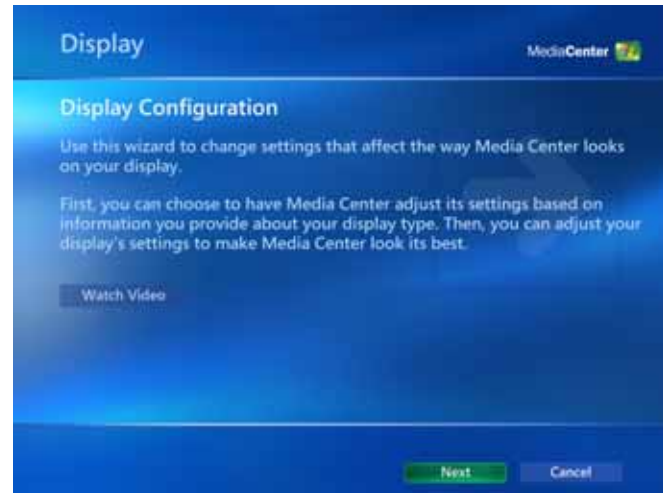 Display
MediaCenter
Display Configuration
Use this wizard to change settings that affect the way Media Center looks
on your display.
First, you can choose to have Media Center adjust its settings based on
information you provide about your display type. Then, you can adjust your
display's settings to make Media Center look its best.
Watch Video
Next
Cancel